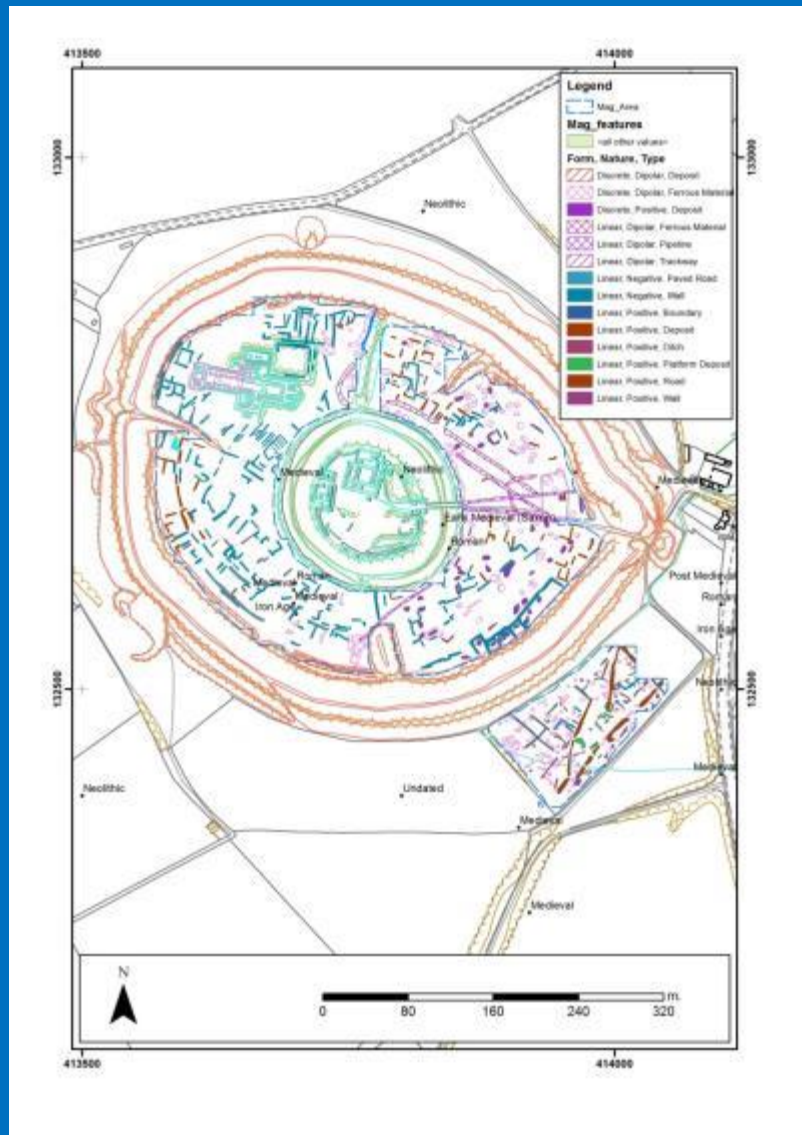 413500 414000
133000 133000
Legend
Mag_Area
Mag_features
<all other values>
Form, Nature, Type
Discrete, Dipolar, Deposit
Discrete, Dipolar, Ferrous Material
Discrete, Positive, Deposit
Linear, Dipolar, Ferrous Material
Linear, Dipolar, Pipeline
Linear, Dipolar, Trackway
Linear, Negative, Paved Road
Linear, Negative, Wall
Linear, Positive, Boundary
Linear, Positive, Deposit
Linear, Positive, Ditch
Linear, Positive, Platform Deposit
Linear, Positive, Road
Linear, Positive, Wall
Neolithic
Medieval
Neolithic
Medieval
Early Medieval
Roman
Medieval
Roman
Medieval
Iron Age
Post Medieval
Roman
Iron Age
132500 132500
Neolithic
Medieval
Neolithic
Undated
Medieval
Medieval
N
m.
0 80 160 240 320
413500 414000